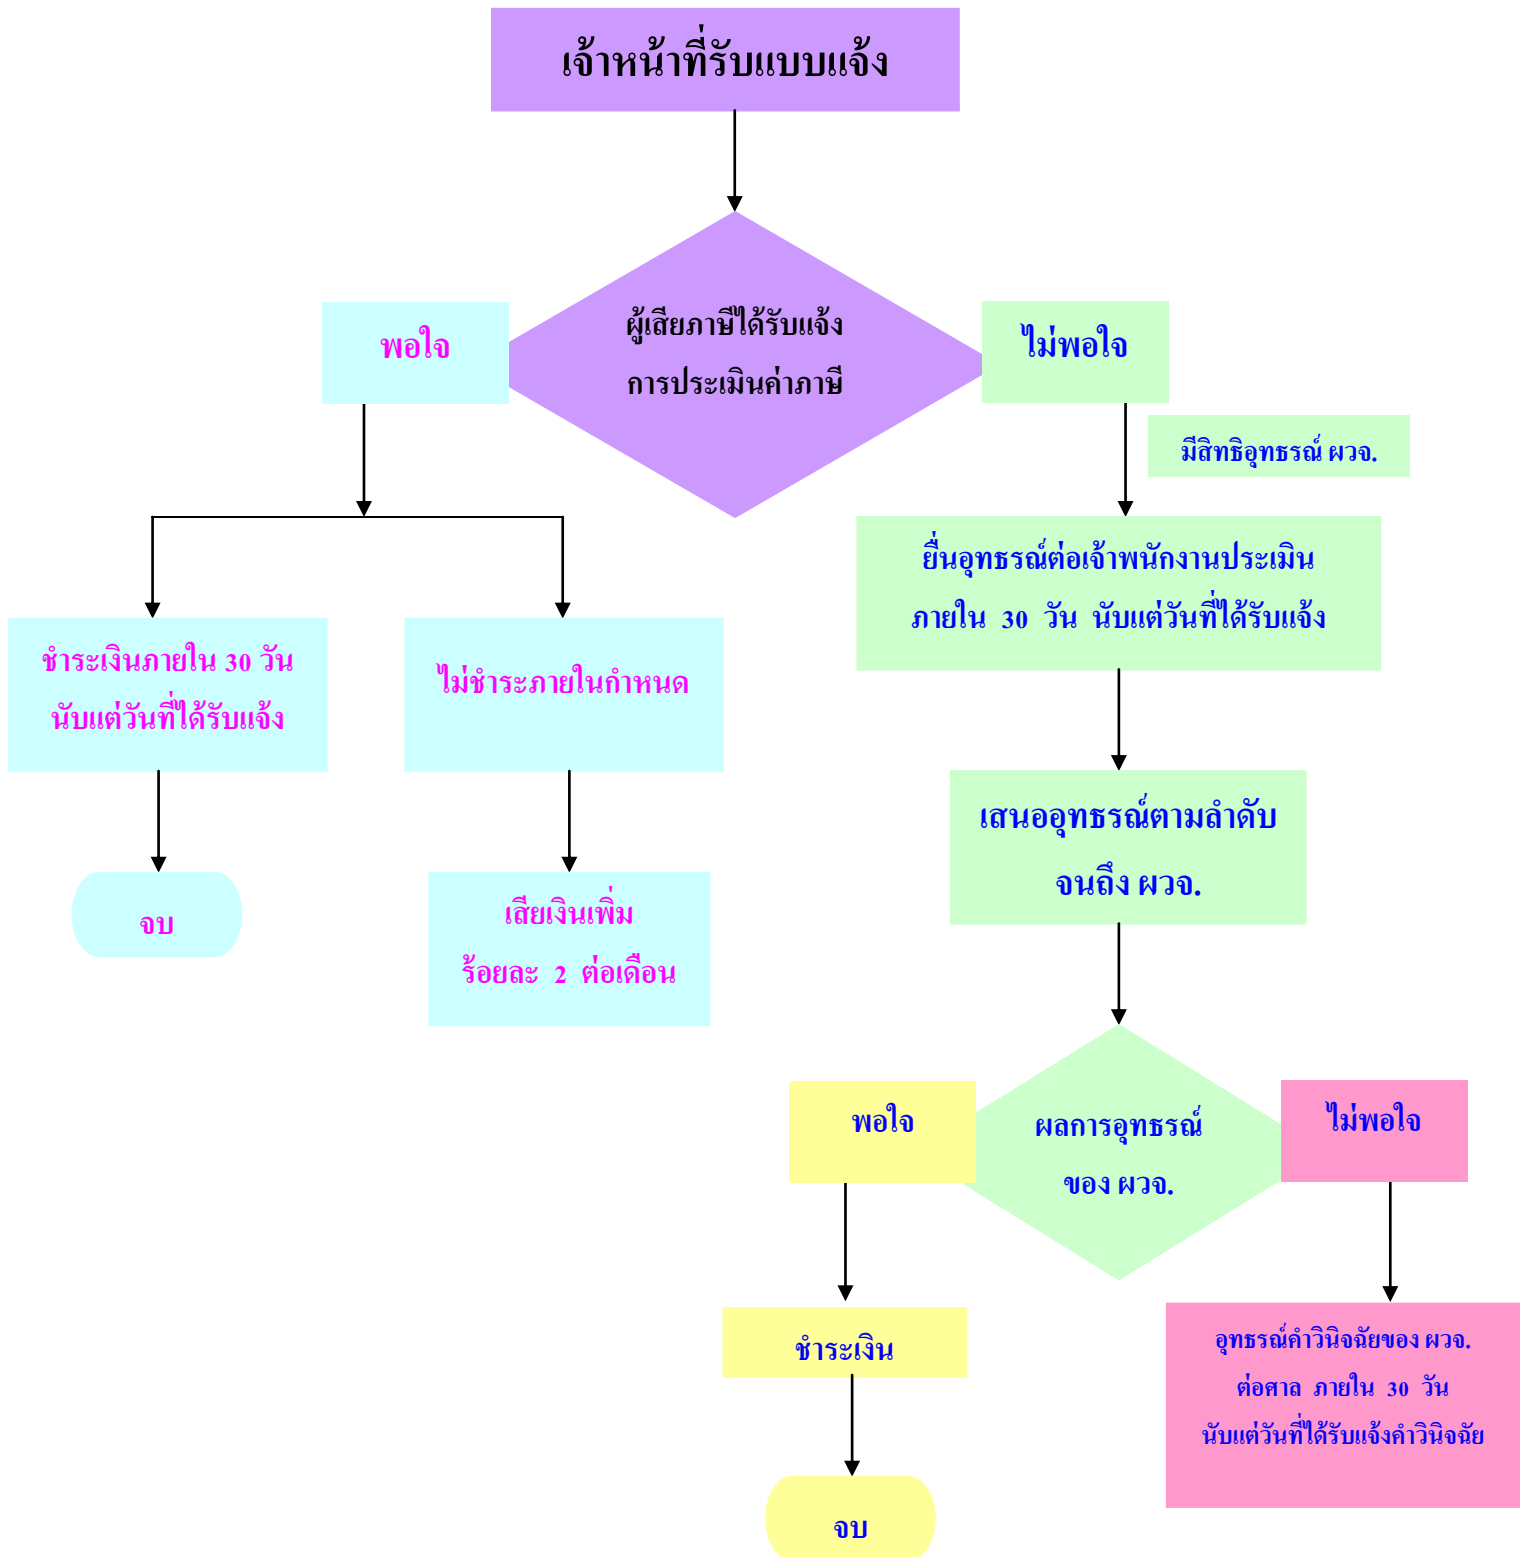 เจ้าหน้าที่รับแบบแจ้ง
ผู้เสียภาษีได้รับแจ้ง
การประเมินค่าภาษี
พอใจ
ไม่พอใจ
มีสิทธิอุทธรณ์ ผวจ.
ยื่นอุทธรณ์ต่อเจ้าพนักงานประเมิน
ภายใน 30 วัน นับแต่วันที่ได้รับแจ้ง
ชำระเงินภายใน 30 วัน
นับแต่วันที่ได้รับแจ้ง
ไม่ชำระภายในกำหนด
เสนออุทธรณ์ตามลำดับ
จนถึง ผวจ.
จบ
เสียเงินเพิ่ม
ร้อยละ 2 ต่อเดือน
พอใจ
ผลการอุทธรณ์
ของ ผวจ.
ไม่พอใจ
ชำระเงิน
อุทธรณ์คำวินิจฉัยของ ผวจ.
ต่อศาล ภายใน 30 วัน
นับแต่วันที่ได้รับแจ้งคำวินิจฉัย
จบ